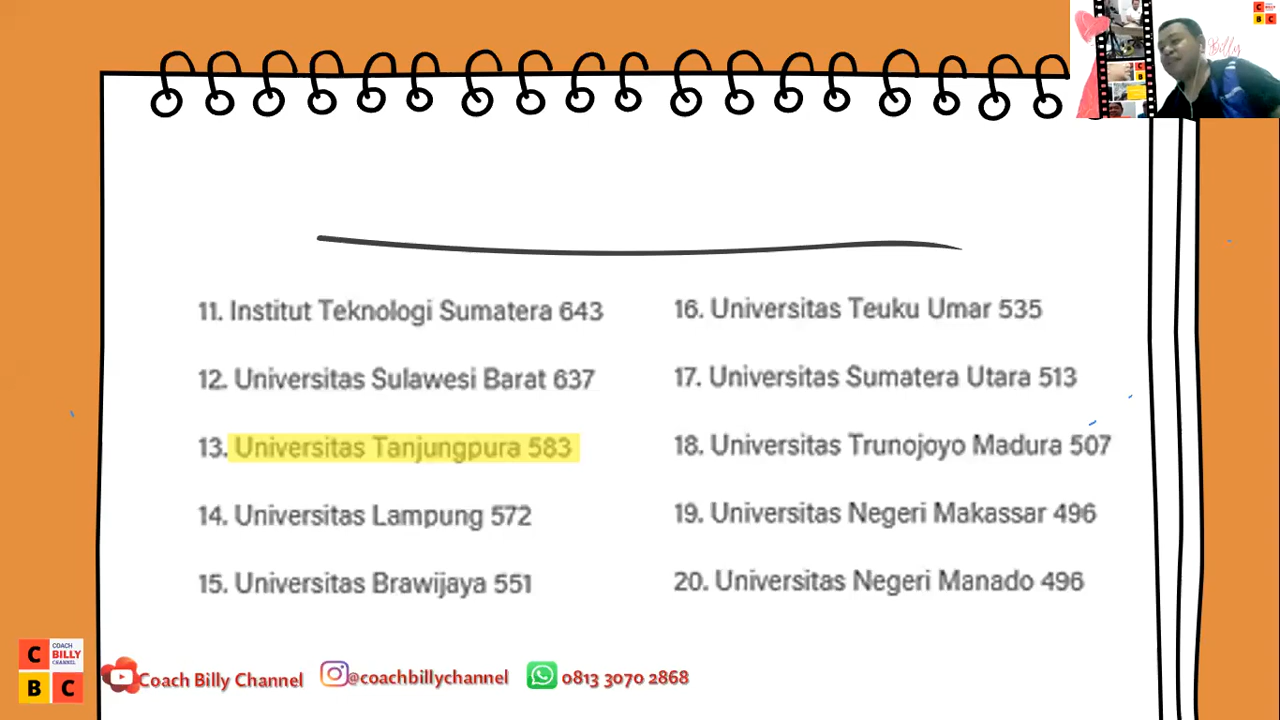 11. Institut Teknologi Sumatera 643
12. Universitas Sulawesi Barat 637
13. Universitas Tanjungpura 583
14. Universitas Lampung 572
15. Universitas Brawijaya 551
16. Universitas Teuku Umar 535
17. Universitas Sumatera Utara 513
18. Universitas Trunojoyo Madura 507
19. Universitas Negeri Makassar 496
20. Universitas Negeri Manado 496
Billy
C
B C
COACH
BILLY
CHANNEL
Coach Billy Channel
@coachbillychannel
0813 3070 2868